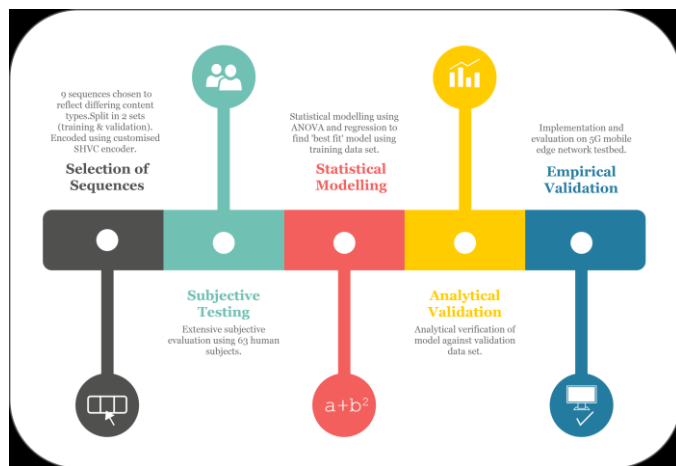 9 sequences chosen to
reflect differing content
types.Split in 2 sets
(training & validation).
Encoded using customised
SHVC encoder.
Selection of
Sequences
Subjective
Testing
Extensive subjective
evaluation using 63 human
subjects.
Statistical modelling using
ANOVA and regression to
find 'best fit' model using
training data set.
Statistical
Modelling
a+b²
Analytical
Validation
Analytical verification of
model against validation
data set.
Implementation and
evaluation on 5G mobile
edge network testbed.
Empirical
Validation